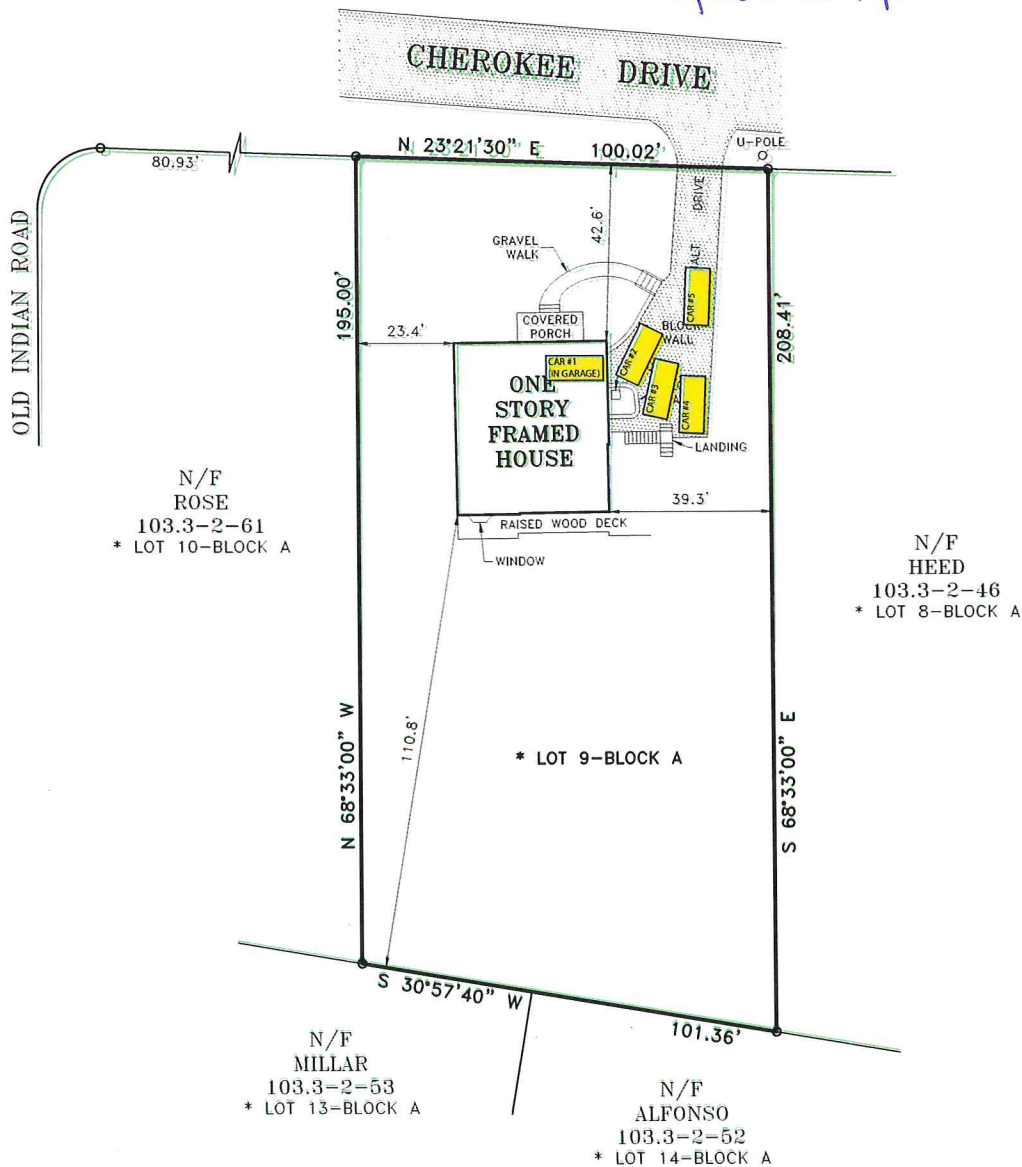 CHEROKEE DRIVE
U-POLE
N 23°21'30" E 100.02'
80.93'
OLD INDIAN ROAD
DRIVE
42.6'
GRAVEL
WALK
195.00'
208.41'
ALT
CAR #5
23.4'
COVERED
PORCH
BLOCK
WALL
CAR #1
(IN GARAGE)
CAR #2
CAR #3
CAR #4
ONE
STORY
FRAMED
HOUSE
LANDING
39.3'
RAISED WOOD DECK
WINDOW
N/F
ROSE
103.3-2-61
* LOT 10-BLOCK A
N/F
HEED
103.3-2-46
* LOT 8-BLOCK A
N 68°33'00" W
110.8'
* LOT 9-BLOCK A
S 68°33'00" E
S 30°57'40" W
101.36'
N/F
MILLAR
103.3-2-53
* LOT 13-BLOCK A
N/F
ALFONSO
103.3-2-52
* LOT 14-BLOCK A